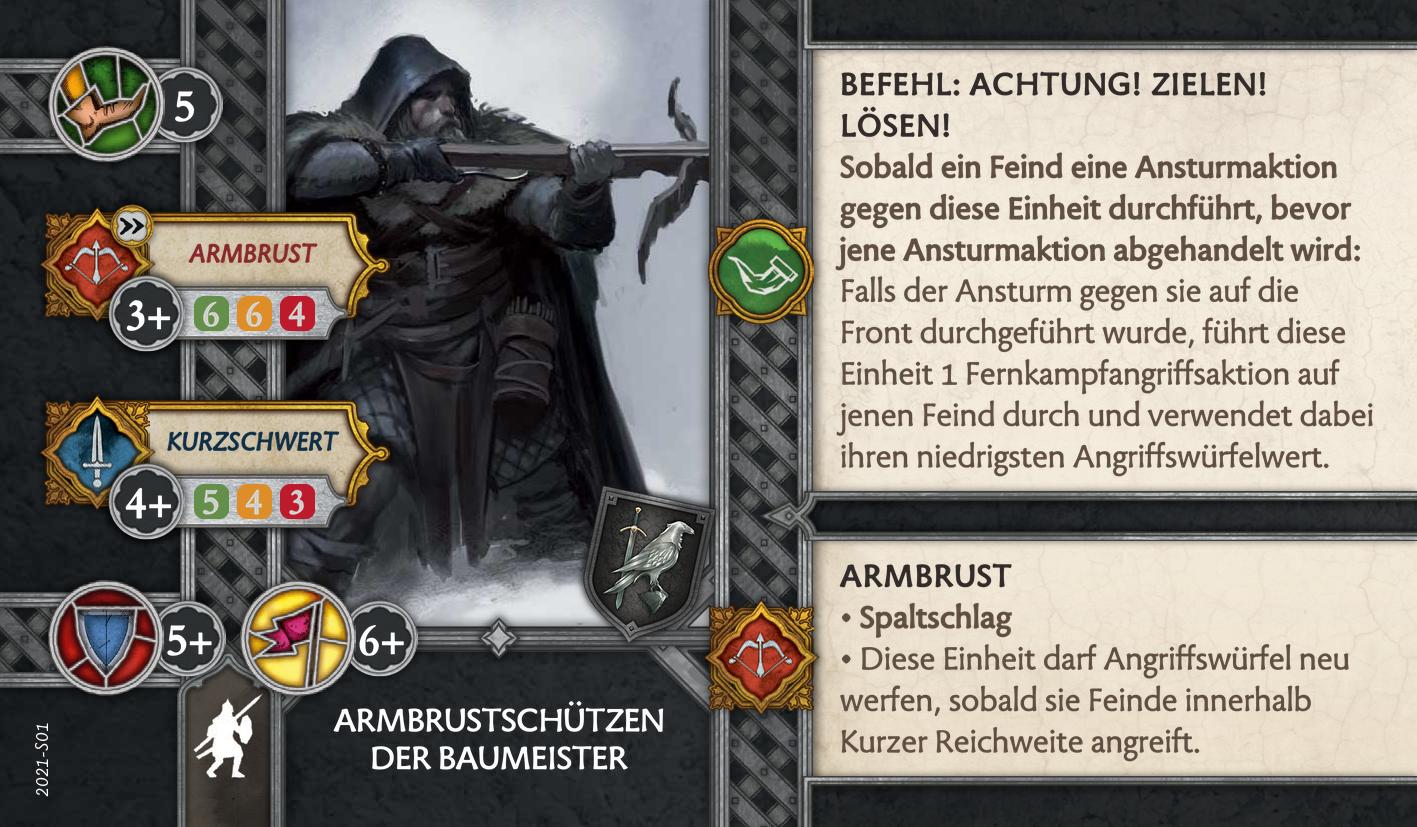 5
ARMBRUST
3+ 6 6 4
KURZSCHWERT
4+ 5 4 3
5+ 6+
ARMBRUSTSCHÜTZEN
DER BAUMEISTER
2021-S01
BEFEHL: ACHTUNG! ZIELEN!
LÖSEN!
Sobald ein Feind eine Ansturmaktion
gegen diese Einheit durchführt, bevor
jene Ansturmaktion abgehandelt wird:
Falls der Ansturm gegen sie auf die
Front durchgeführt wurde, führt diese
Einheit 1 Fernkampfangriffsaktion auf
jenen Feind durch und verwendet dabei
ihren niedrigsten Angriffswürfelwert.
ARMBRUST
• Spaltschlag
• Diese Einheit darf Angriffswürfel neu
werfen, sobald sie Feinde innerhalb
Kurzer Reichweite angreift.